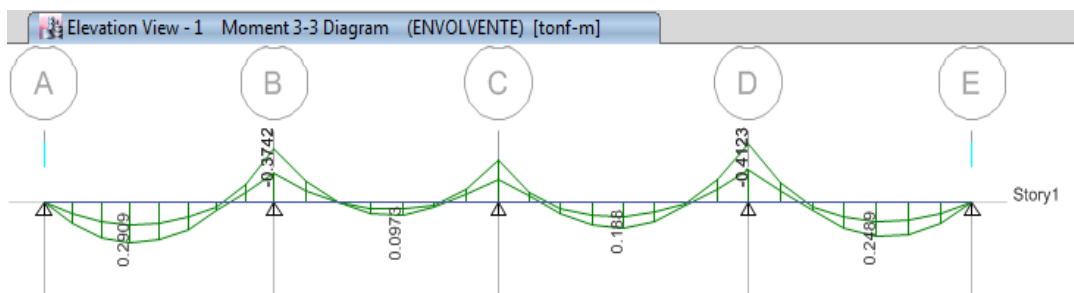 Elevation View - 1 Moment 3-3 Diagram (ENVOLVENTE) [tonf-m]
A B C D E
-0.3742
-0.4123
Story1
0.2909
0.0973
0.188
0.2489